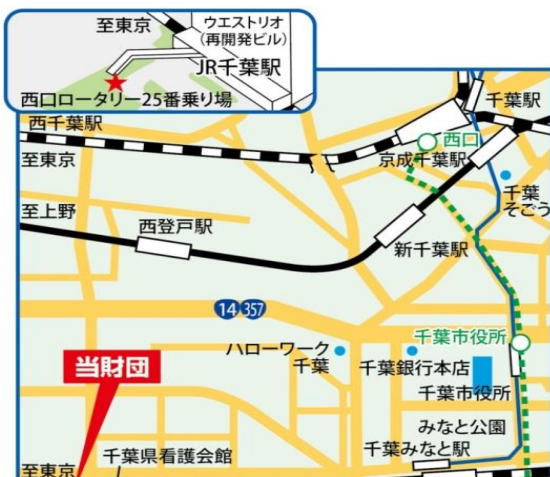 至東京
ウエストリオ
(再開発ビル)
JR千葉駅
西口ロータリー25番乗り場
千葉駅
西千葉駅
西口
至東京
京成千葉駅
千葉
そごう
至上野
西登戸駅
新千葉駅
14 357
千葉市役所
ハローワーク
千葉
千葉銀行本店
当財団
千葉市役所
みなと公園
千葉県看護会館
千葉みなと駅
至東京